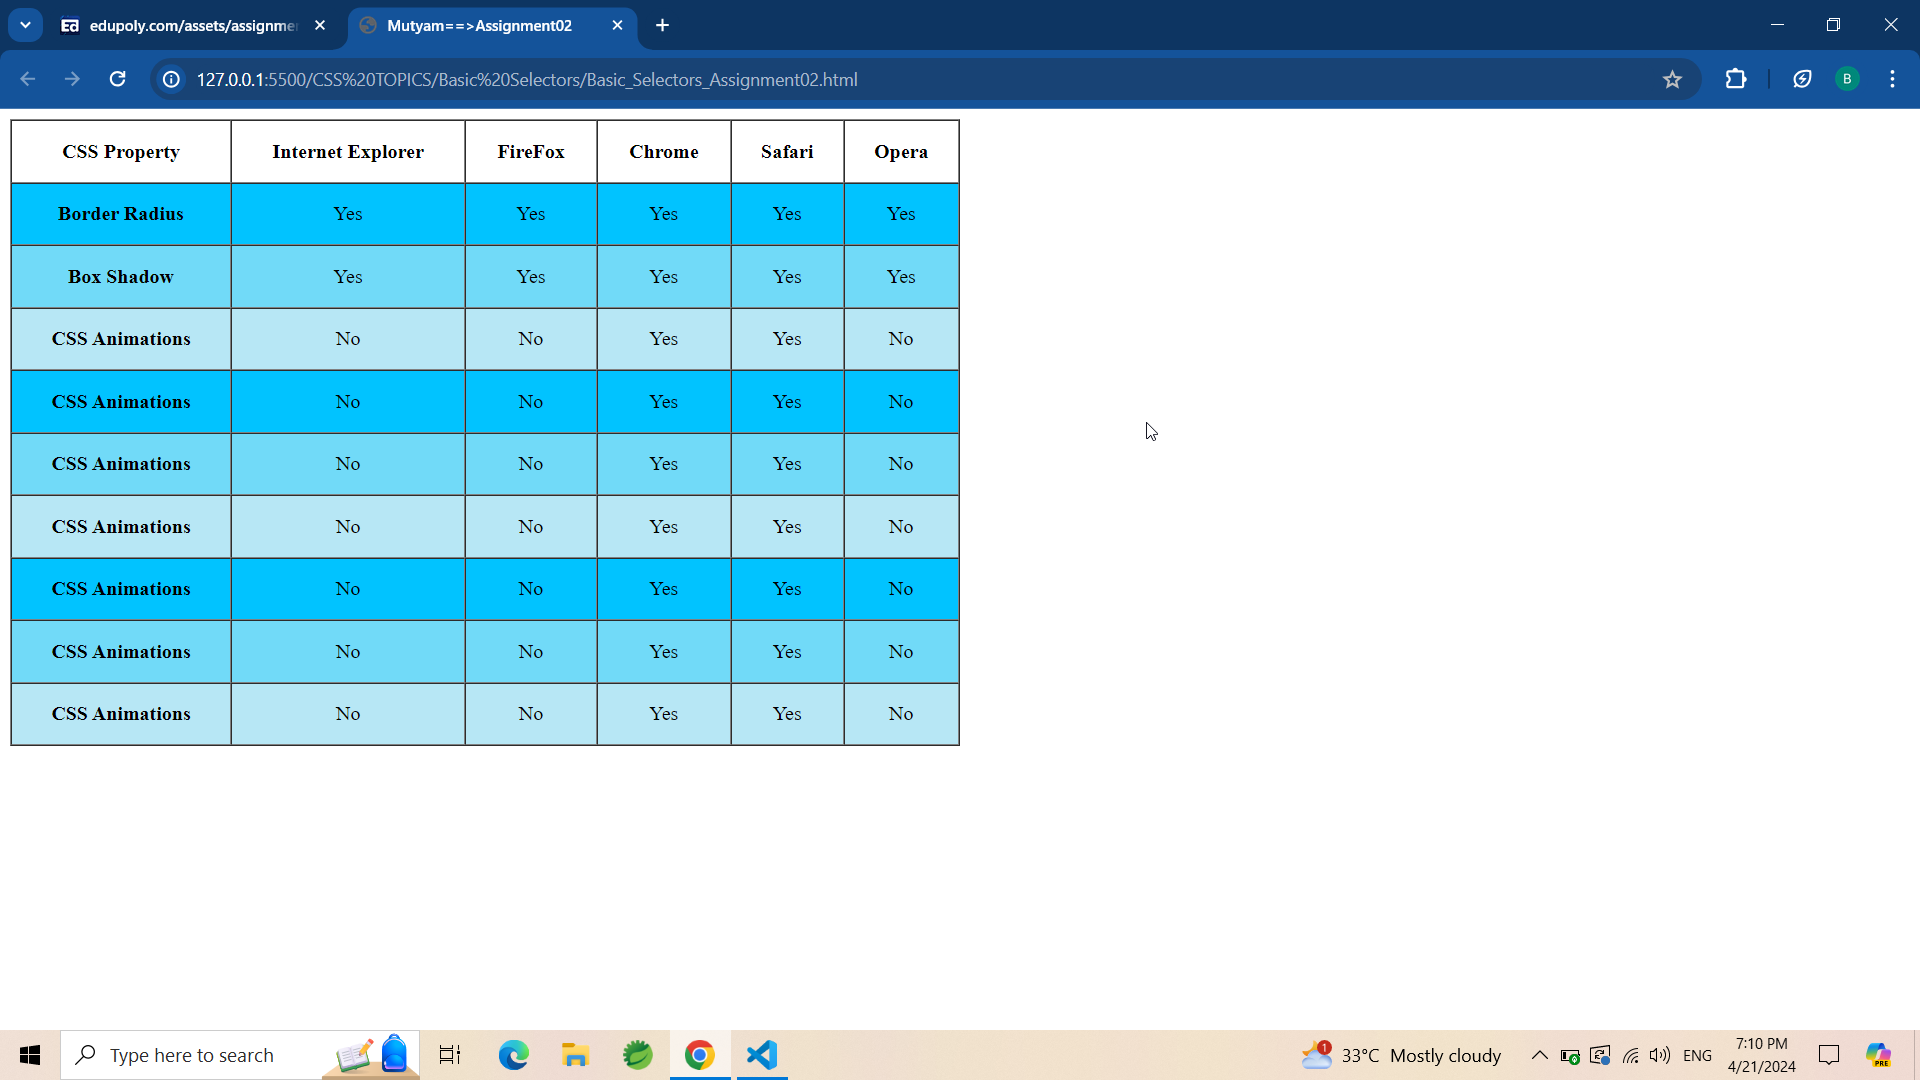 edupoly.com/assets/assignme
Mutyam==>Assignment02
127.0.0.1:5500/CSS%20TOPICS/Basic%20Selectors/Basic_Selectors_Assignment02.html
B
CSS Property Internet Explorer FireFox Chrome Safari Opera
Border Radius Yes Yes Yes Yes Yes
Box Shadow Yes Yes Yes Yes Yes
CSS Animations No No Yes Yes No
CSS Animations No No Yes Yes No
CSS Animations No No Yes Yes No
CSS Animations No No Yes Yes No
CSS Animations No No Yes Yes No
CSS Animations No No Yes Yes No
CSS Animations No No Yes Yes No
Type here to search
1
33°C Mostly cloudy
ENG
7:10 PM
4/21/2024
PRE